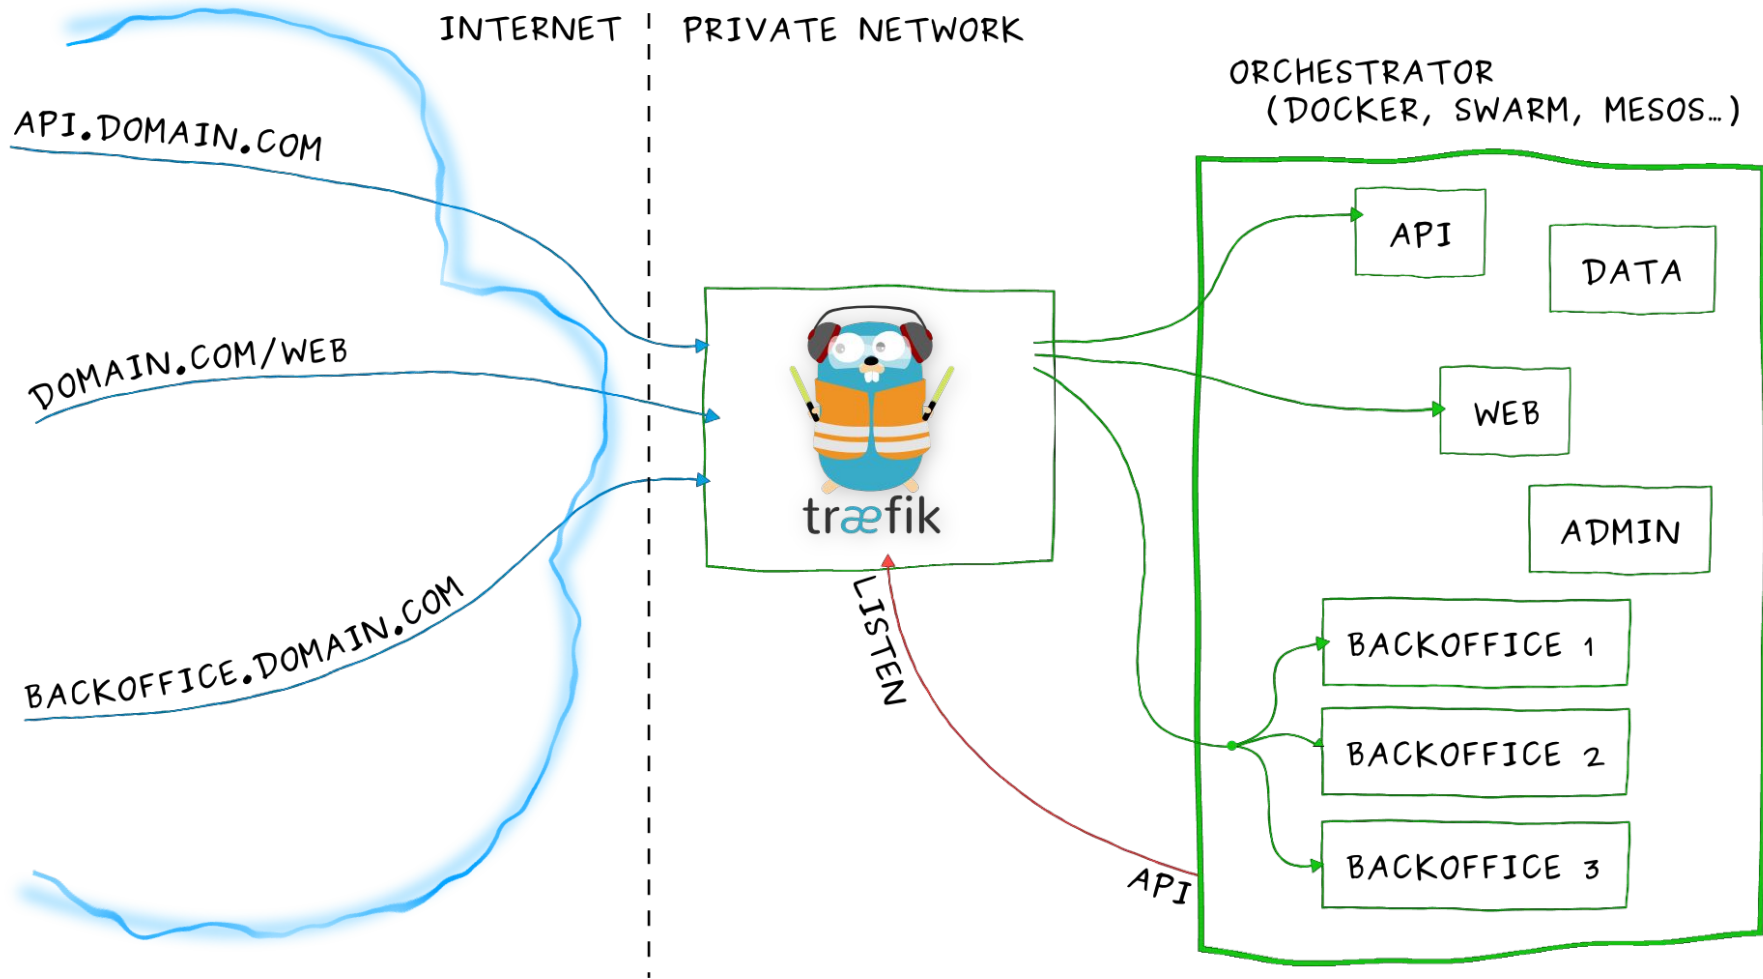 INTERNET
PRIVATE NETWORK
ORCHESTRATOR
(DOCKER, SWARM, MESOS...)
API.DOMAIN.COM
DOMAIN.COM/WEB
BACKOFFICE.DOMAIN.COM
træfik
LISTEN
API
API
DATA
WEB
ADMIN
BACKOFFICE 1
BACKOFFICE 2
BACKOFFICE 3